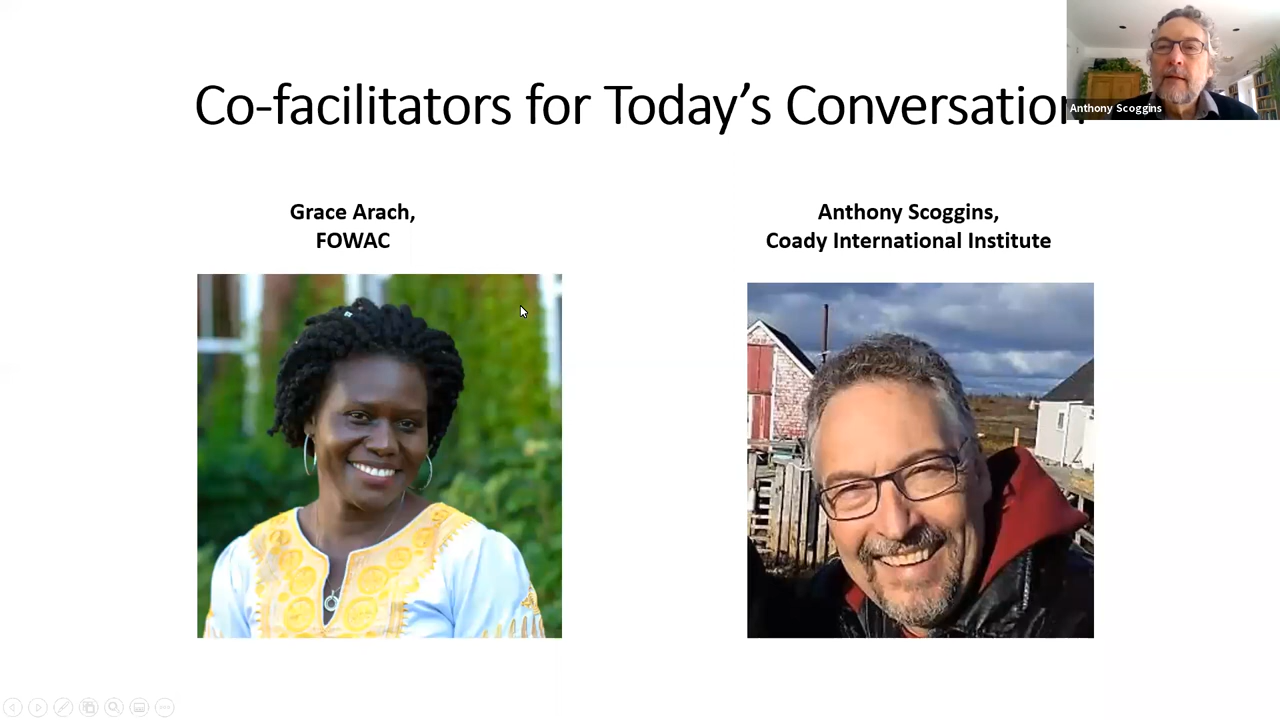 Co-facilitators for Today's Conversation
Anthony Scoggins
Grace Arach,
FOWAC
Anthony Scoggins,
Coady International Institute